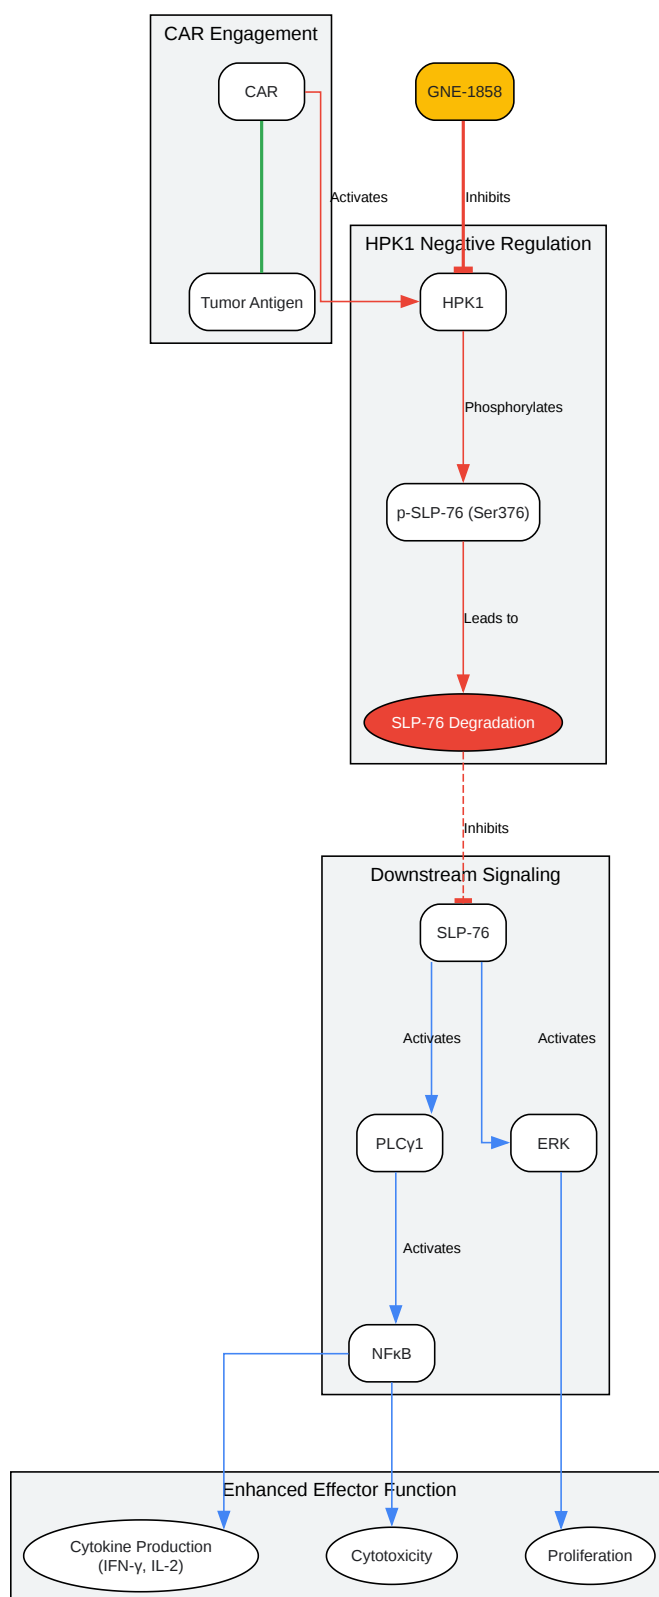 CAR Engagement
CAR
GNE-1858
Activates
Inhibits
HPK1 Negative Regulation
Tumor Antigen
HPK1
Phosphorylates
p-SLP-76 (Ser376)
Leads to
SLP-76 Degradation
Inhibits
Downstream Signaling
SLP-76
Activates
Activates
PLCγ1
ERK
Activates
NFκB
Enhanced Effector Function
Cytokine Production
(IFN-γ, IL-2)
Cytotoxicity
Proliferation